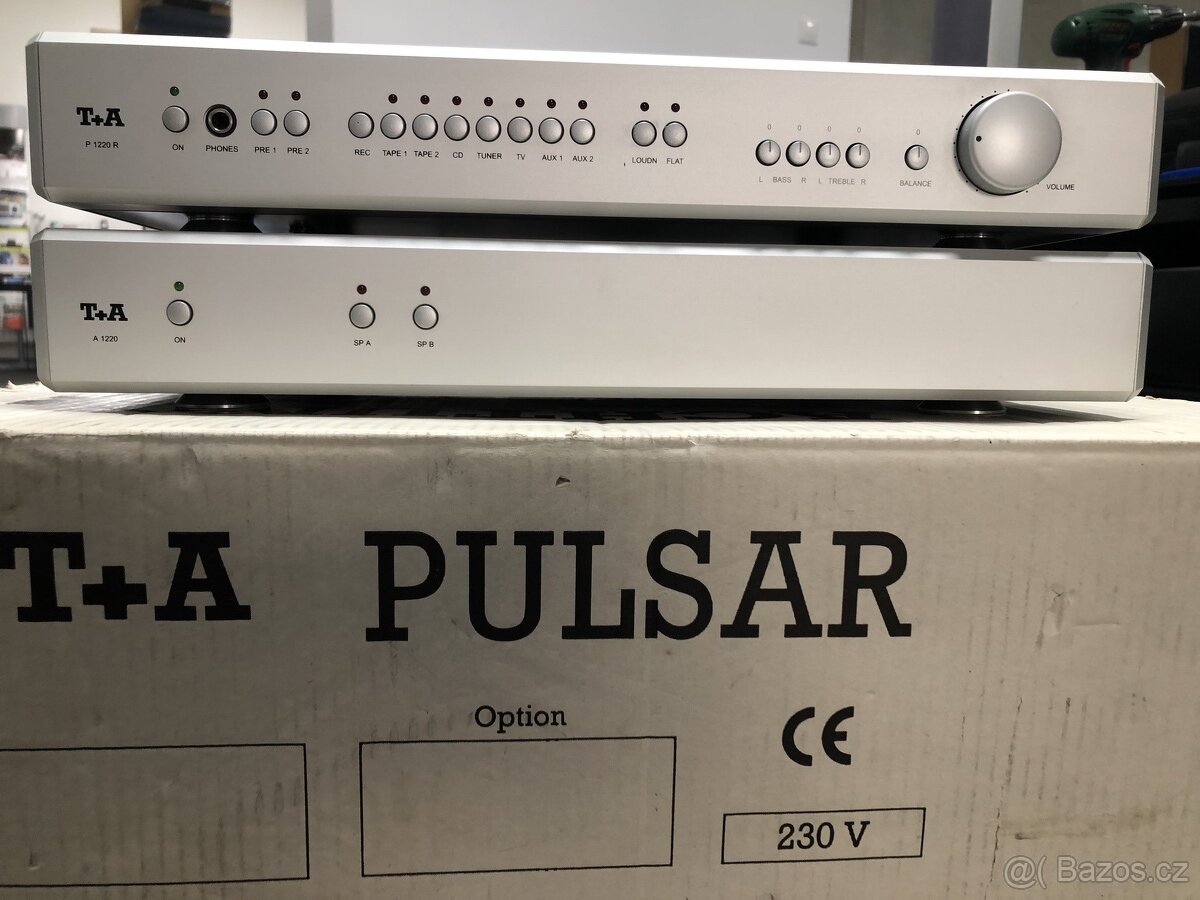 T+A
P 1220 R
ON PHONES PRE 1 PRE 2 REC TAPE 1 TAPE 2 CD TUNER TV AUX 1 AUX 2 LOUDN FLAT
0 0 0 0 0
L BASS R L TREBLE R BALANCE VOLUME
T+A
A 1220
ON SP A SP B
T+A PULSAR
Option
CE
230 V
@( Bazos.cz